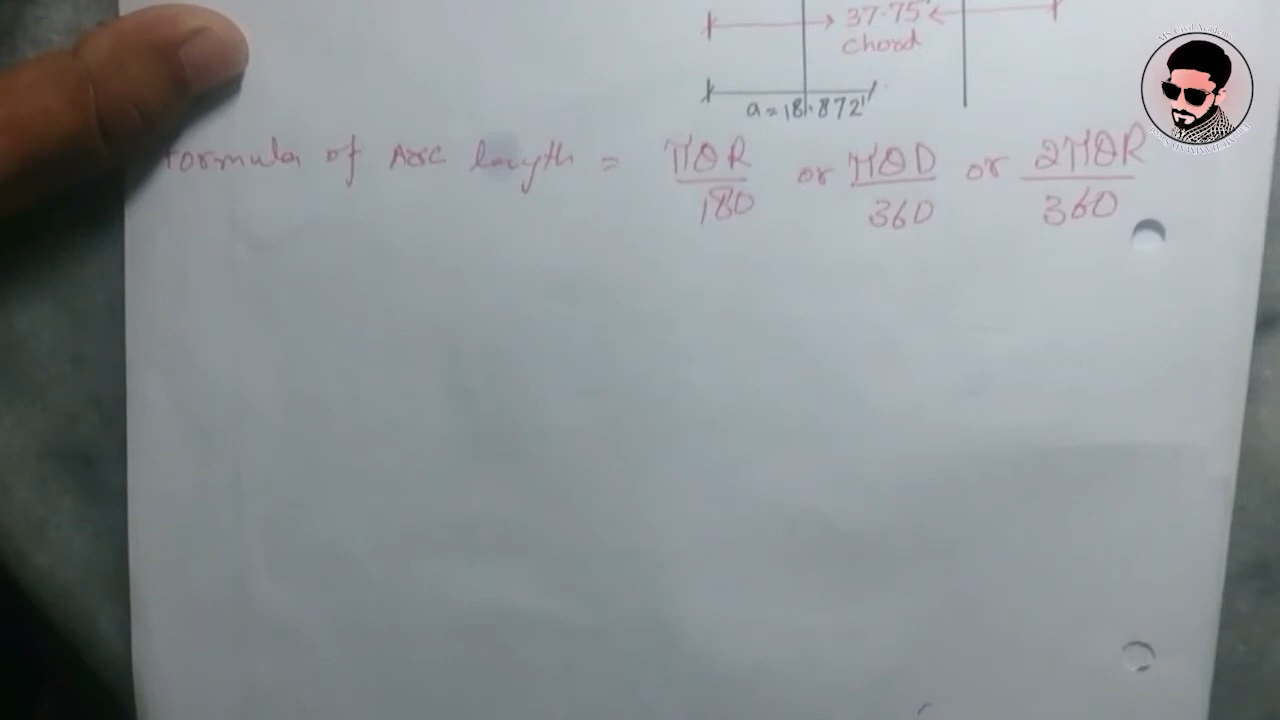 37.75'
chord
a = 18.872'
Formula of Arc length = πθR/180 or πθD/360 or 2πθR/360